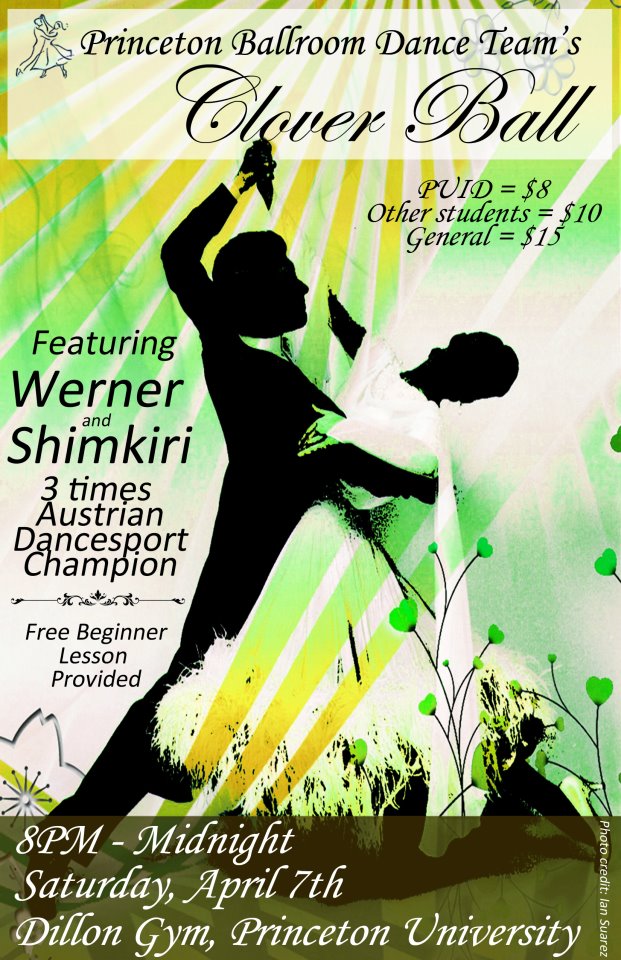 Princeton Ballroom Dance Team's
Clover Ball
PUID = $8
Other students = $10
General = $15
Featuring
Werner
and
Shimkiri
3 times
Austrian
Dancesport
Champion
Free Beginner
Lesson
Provided
8PM - Midnight
Saturday, April 7th
Dillon Gym, Princeton University
Photo credit: Ian Suarez